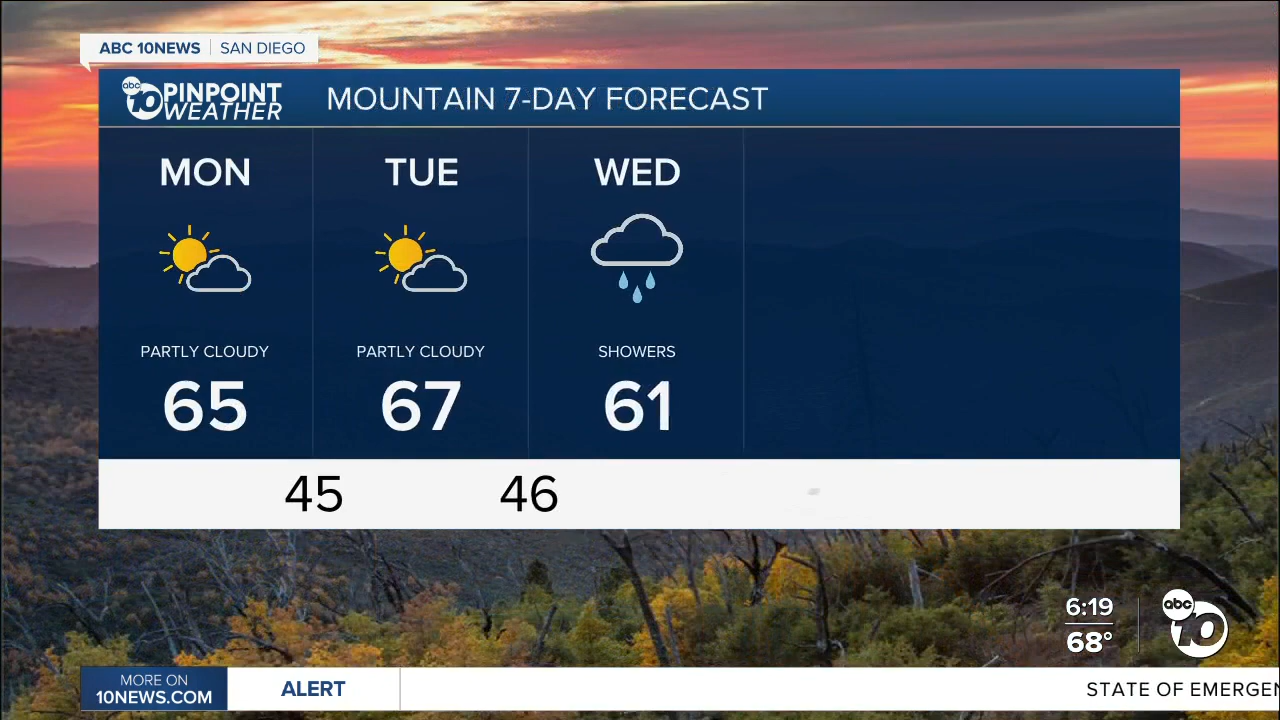 ABC 10NEWS | SAN DIEGO
abc 10 PINPOINT WEATHER
MOUNTAIN 7-DAY FORECAST
MON TUE WED
PARTLY CLOUDY PARTLY CLOUDY SHOWERS
65 67 61
45 46
6:19
68°
abc 10
MORE ON
10NEWS.COM
ALERT
STATE OF EMERGEN